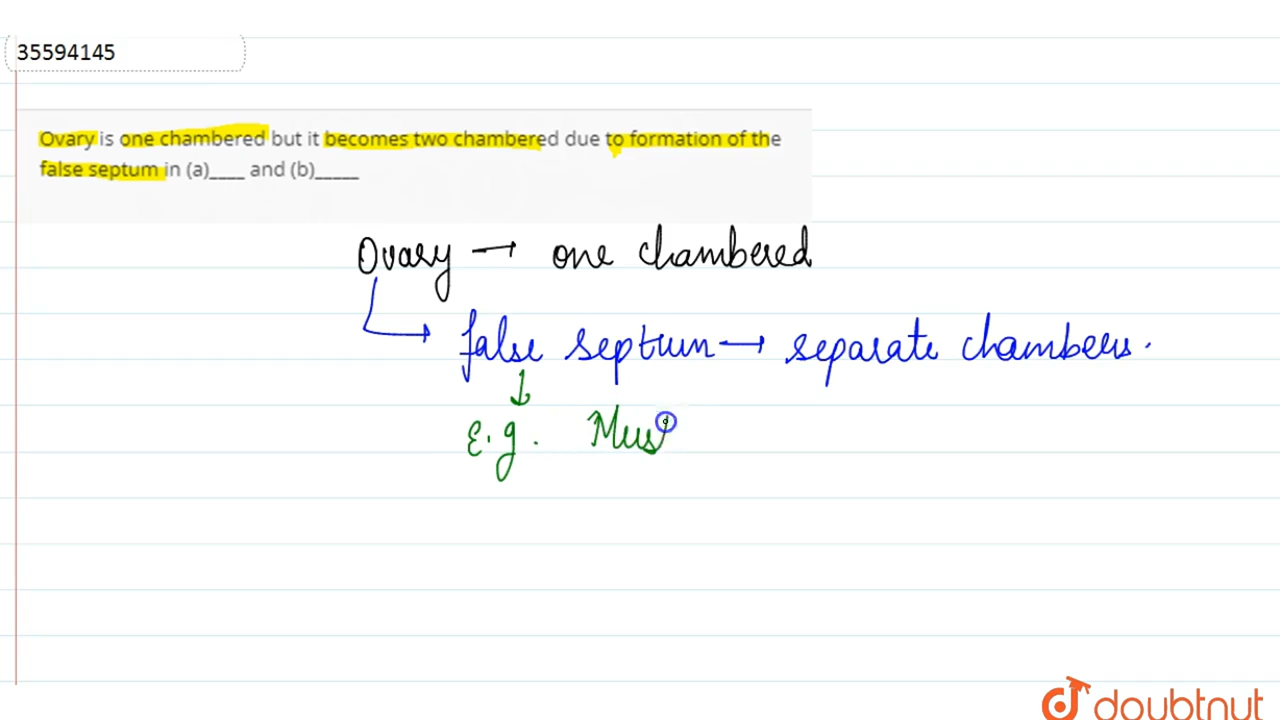 35594145
Ovary is one chambered but it becomes two chambered due to formation of the
false septum in (a)____ and (b)_____
Ovary → one chambered
false septum → separate chambers.
E.g. Mus
doubtnut